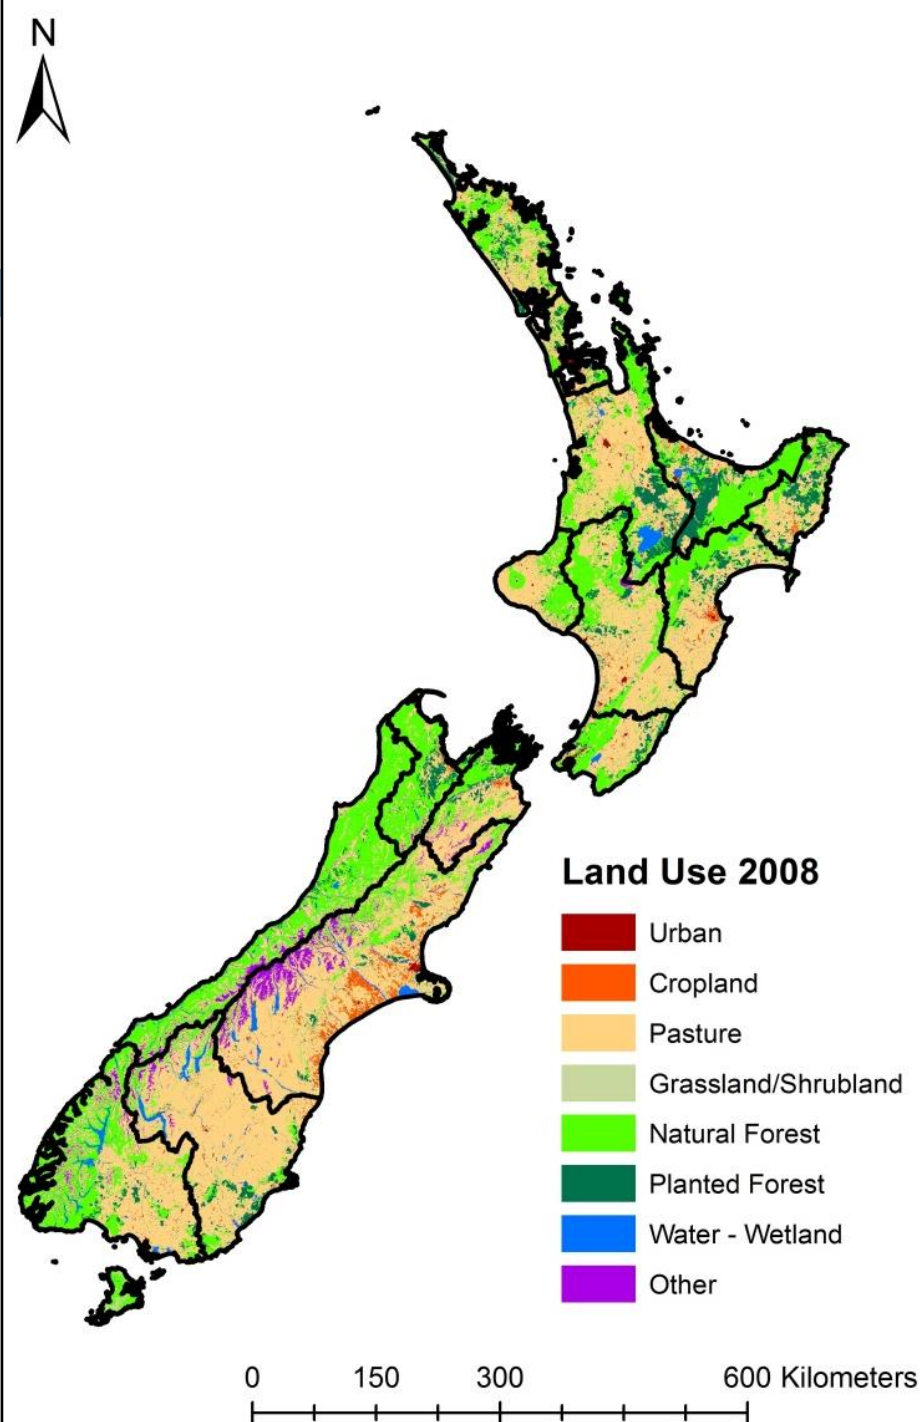 N
Land Use 2008
Urban
Cropland
Pasture
Grassland/Shrubland
Natural Forest
Planted Forest
Water - Wetland
Other
0 150 300 600 Kilometers